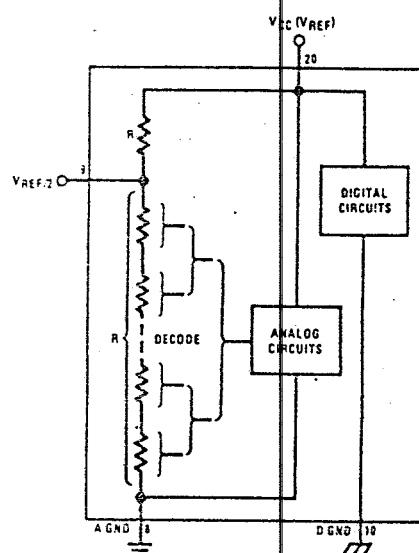 VCC (VREF)
20
R
9
VREF/2
DIGITAL
CIRCUITS
R
DECODE
ANALOG
CIRCUITS
A GND
8
D GND
10